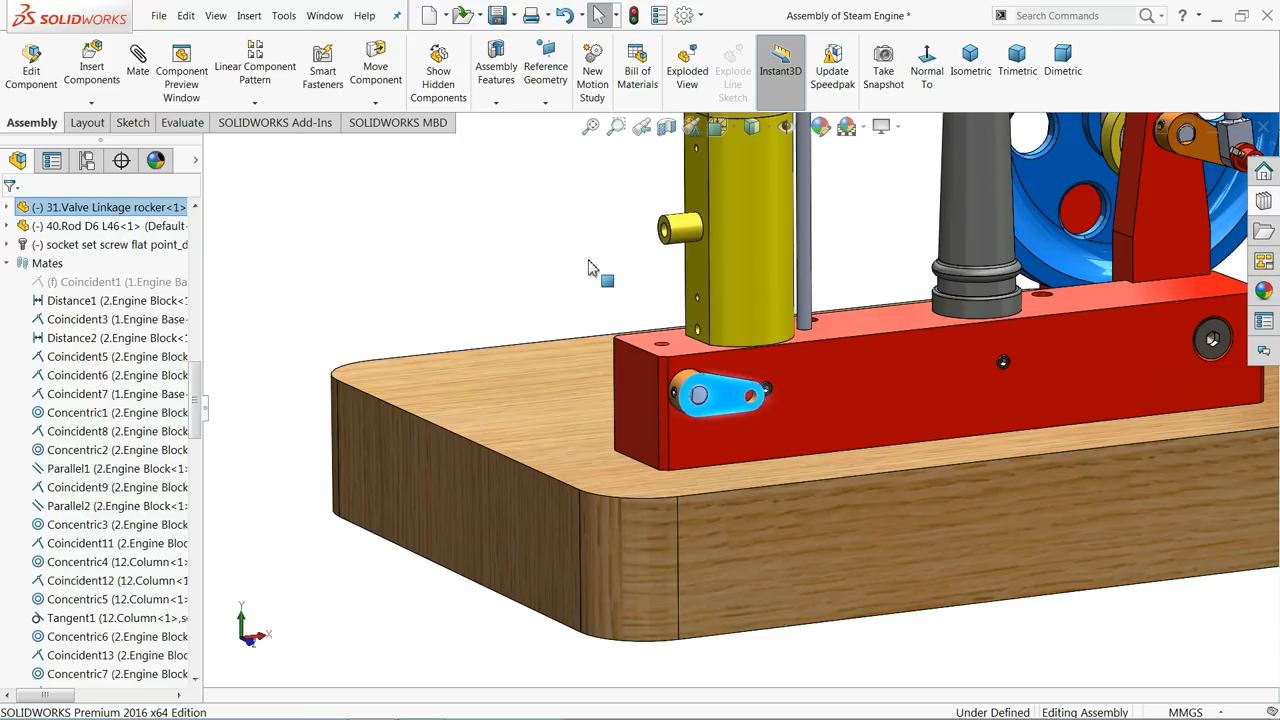 SOLIDWORKS
File Edit View Insert Tools Window Help
Assembly of Steam Engine *
Search Commands
Edit Component
Insert Components
Mate
Component Preview Window
Linear Component Pattern
Smart Fasteners
Move Component
Show Hidden Components
Assembly Features
Reference Geometry
New Motion Study
Bill of Materials
Exploded View
Explode Line Sketch
Instant3D
Update Speedpak
Take Snapshot
Normal To
Isometric
Trimetric
Dimetric
Assembly Layout Sketch Evaluate SOLIDWORKS Add-Ins SOLIDWORKS MBD
(-) 31.Valve Linkage rocker<1>
(-) 40.Rod D6 L46<1> (Default-
(-) socket set screw flat point_d
Mates
(f) Coincident1 (1.Engine Ba
Distance1 (2.Engine Block<1
Coincident3 (1.Engine Base-
Distance2 (2.Engine Block<1
Coincident5 (2.Engine Block
Coincident6 (2.Engine Block
Coincident7 (1.Engine Base-
Concentric1 (2.Engine Block
Coincident8 (2.Engine Block
Concentric2 (2.Engine Block
Parallel1 (2.Engine Block<1>
Coincident9 (2.Engine Block
Parallel2 (2.Engine Block<1>
Concentric3 (2.Engine Block
Coincident11 (2.Engine Block
Concentric4 (12.Column<1>
Coincident12 (12.Column<1>
Concentric5 (12.Column<1>
Tangent1 (12.Column<1>,s
Concentric6 (2.Engine Block
Coincident13 (2.Engine Block
Concentric7 (2.Engine Block
Y
X
SOLIDWORKS Premium 2016 x64 Edition
Under Defined
Editing Assembly
MMGS